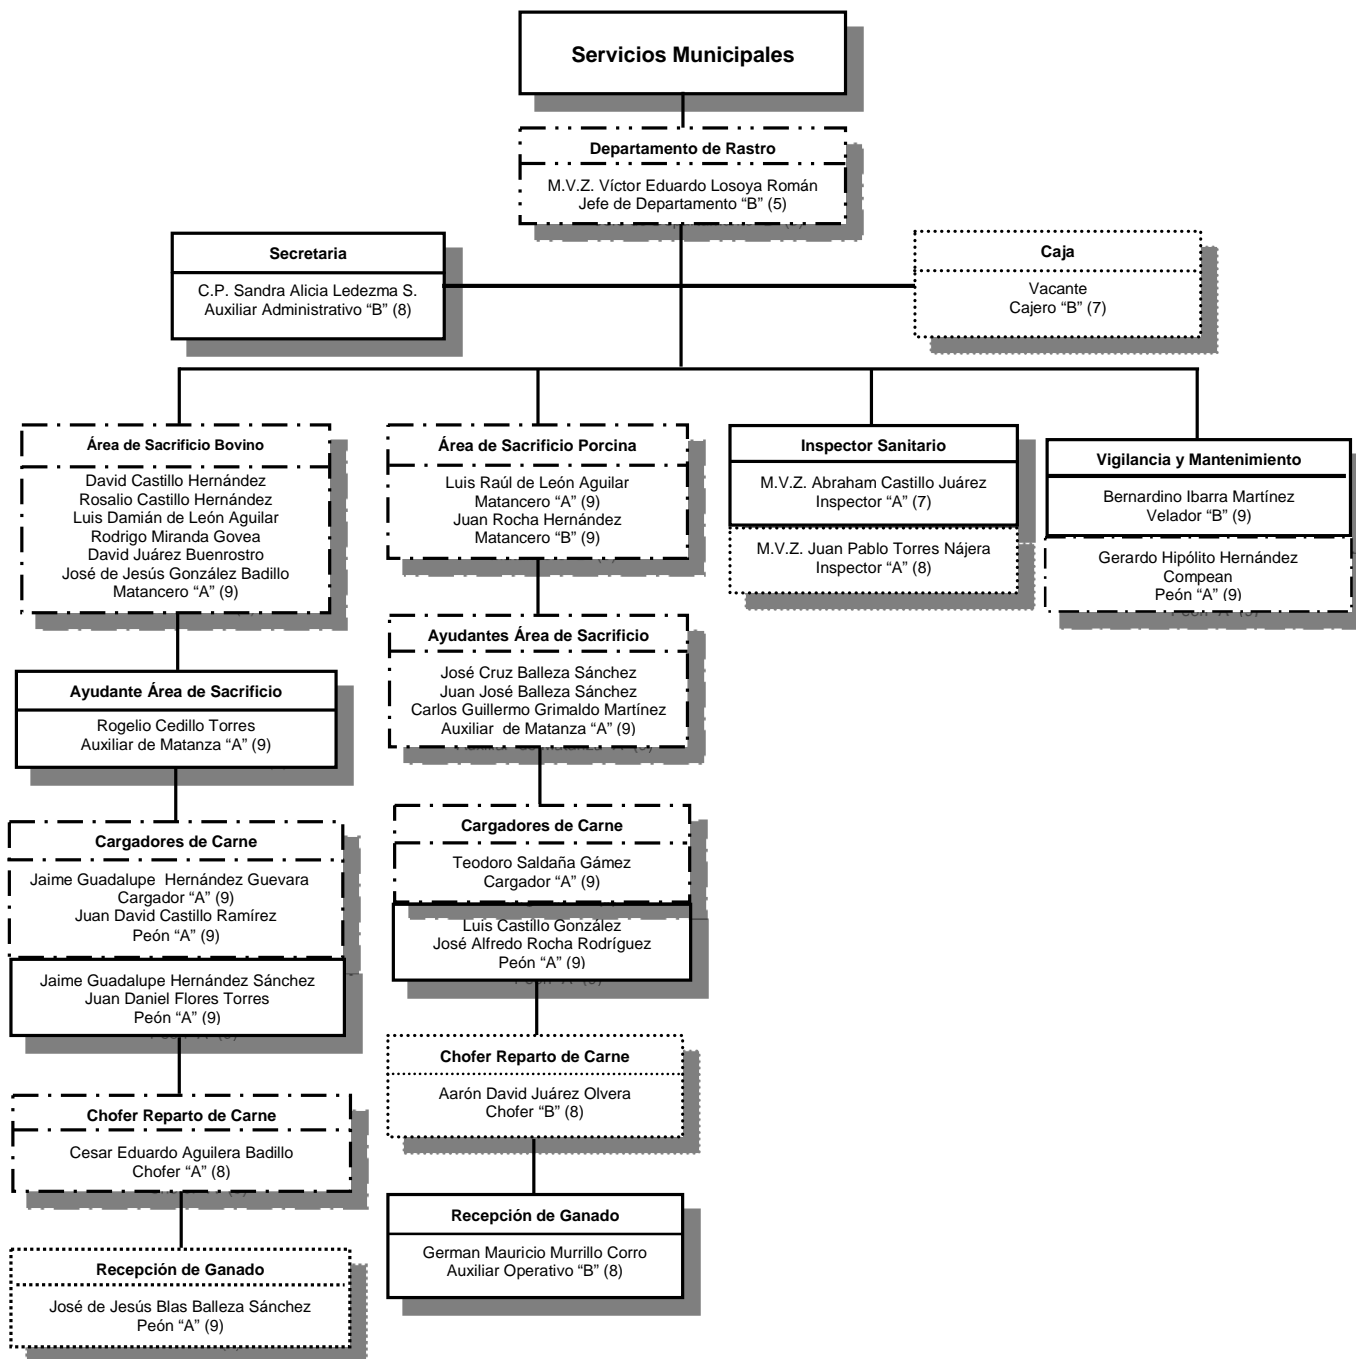 Servicios Municipales
Departamento de Rastro
M.V.Z. Víctor Eduardo Losoya Román
Jefe de Departamento “B” (5)
Secretaria
C.P. Sandra Alicia Ledezma S.
Auxiliar Administrativo “B” (8)
Caja
Vacante
Cajero “B” (7)
Área de Sacrificio Bovino
David Castillo Hernández
Rosalio Castillo Hernández
Luis Damián de León Aguilar
Rodrigo Miranda Govea
David Juárez Buenrostro
José de Jesús González Badillo
Matancero “A” (9)
Ayudante Área de Sacrificio
Rogelio Cedillo Torres
Auxiliar de Matanza “A” (9)
Cargadores de Carne
Jaime Guadalupe  Hernández Guevara
Cargador “A” (9)
Juan David Castillo Ramírez
Peón “A” (9)
Jaime Guadalupe Hernández Sánchez
Juan Daniel Flores Torres
Peón “A” (9)
Chofer Reparto de Carne
Cesar Eduardo Aguilera Badillo
Chofer “A” (8)
Recepción de Ganado
José de Jesús Blas Balleza Sánchez
Peón “A” (9)
Área de Sacrificio Porcina
Luis Raúl de León Aguilar
Matancero “A” (9)
Juan Rocha Hernández
Matancero “B” (9)
Ayudantes Área de Sacrificio
José Cruz Balleza Sánchez
Juan José Balleza Sánchez
Carlos Guillermo Grimaldo Martínez
Auxiliar  de Matanza “A” (9)
Cargadores de Carne
Teodoro Saldaña Gámez
Cargador “A” (9)
Luis Castillo González
José Alfredo Rocha Rodríguez
Peón “A” (9)
Chofer Reparto de Carne
Aarón David Juárez Olvera
Chofer “B” (8)
Recepción de Ganado
German Mauricio Murrillo Corro
Auxiliar Operativo “B” (8)
Inspector Sanitario
M.V.Z. Abraham Castillo Juárez
Inspector “A” (7)
M.V.Z. Juan Pablo Torres Nájera
Inspector “A” (8)
Vigilancia y Mantenimiento
Bernardino Ibarra Martínez
Velador “B” (9)
Gerardo Hipólito Hernández
Compean
Peón “A” (9)